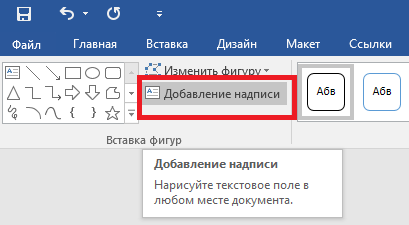 Файл Главная Вставка Дизайн Макет Ссылки
Изменить фигуру
Добавление надписи
Абв Абв
Вставка фигур
Добавление надписи
Нарисуйте текстовое поле в
любом месте документа.